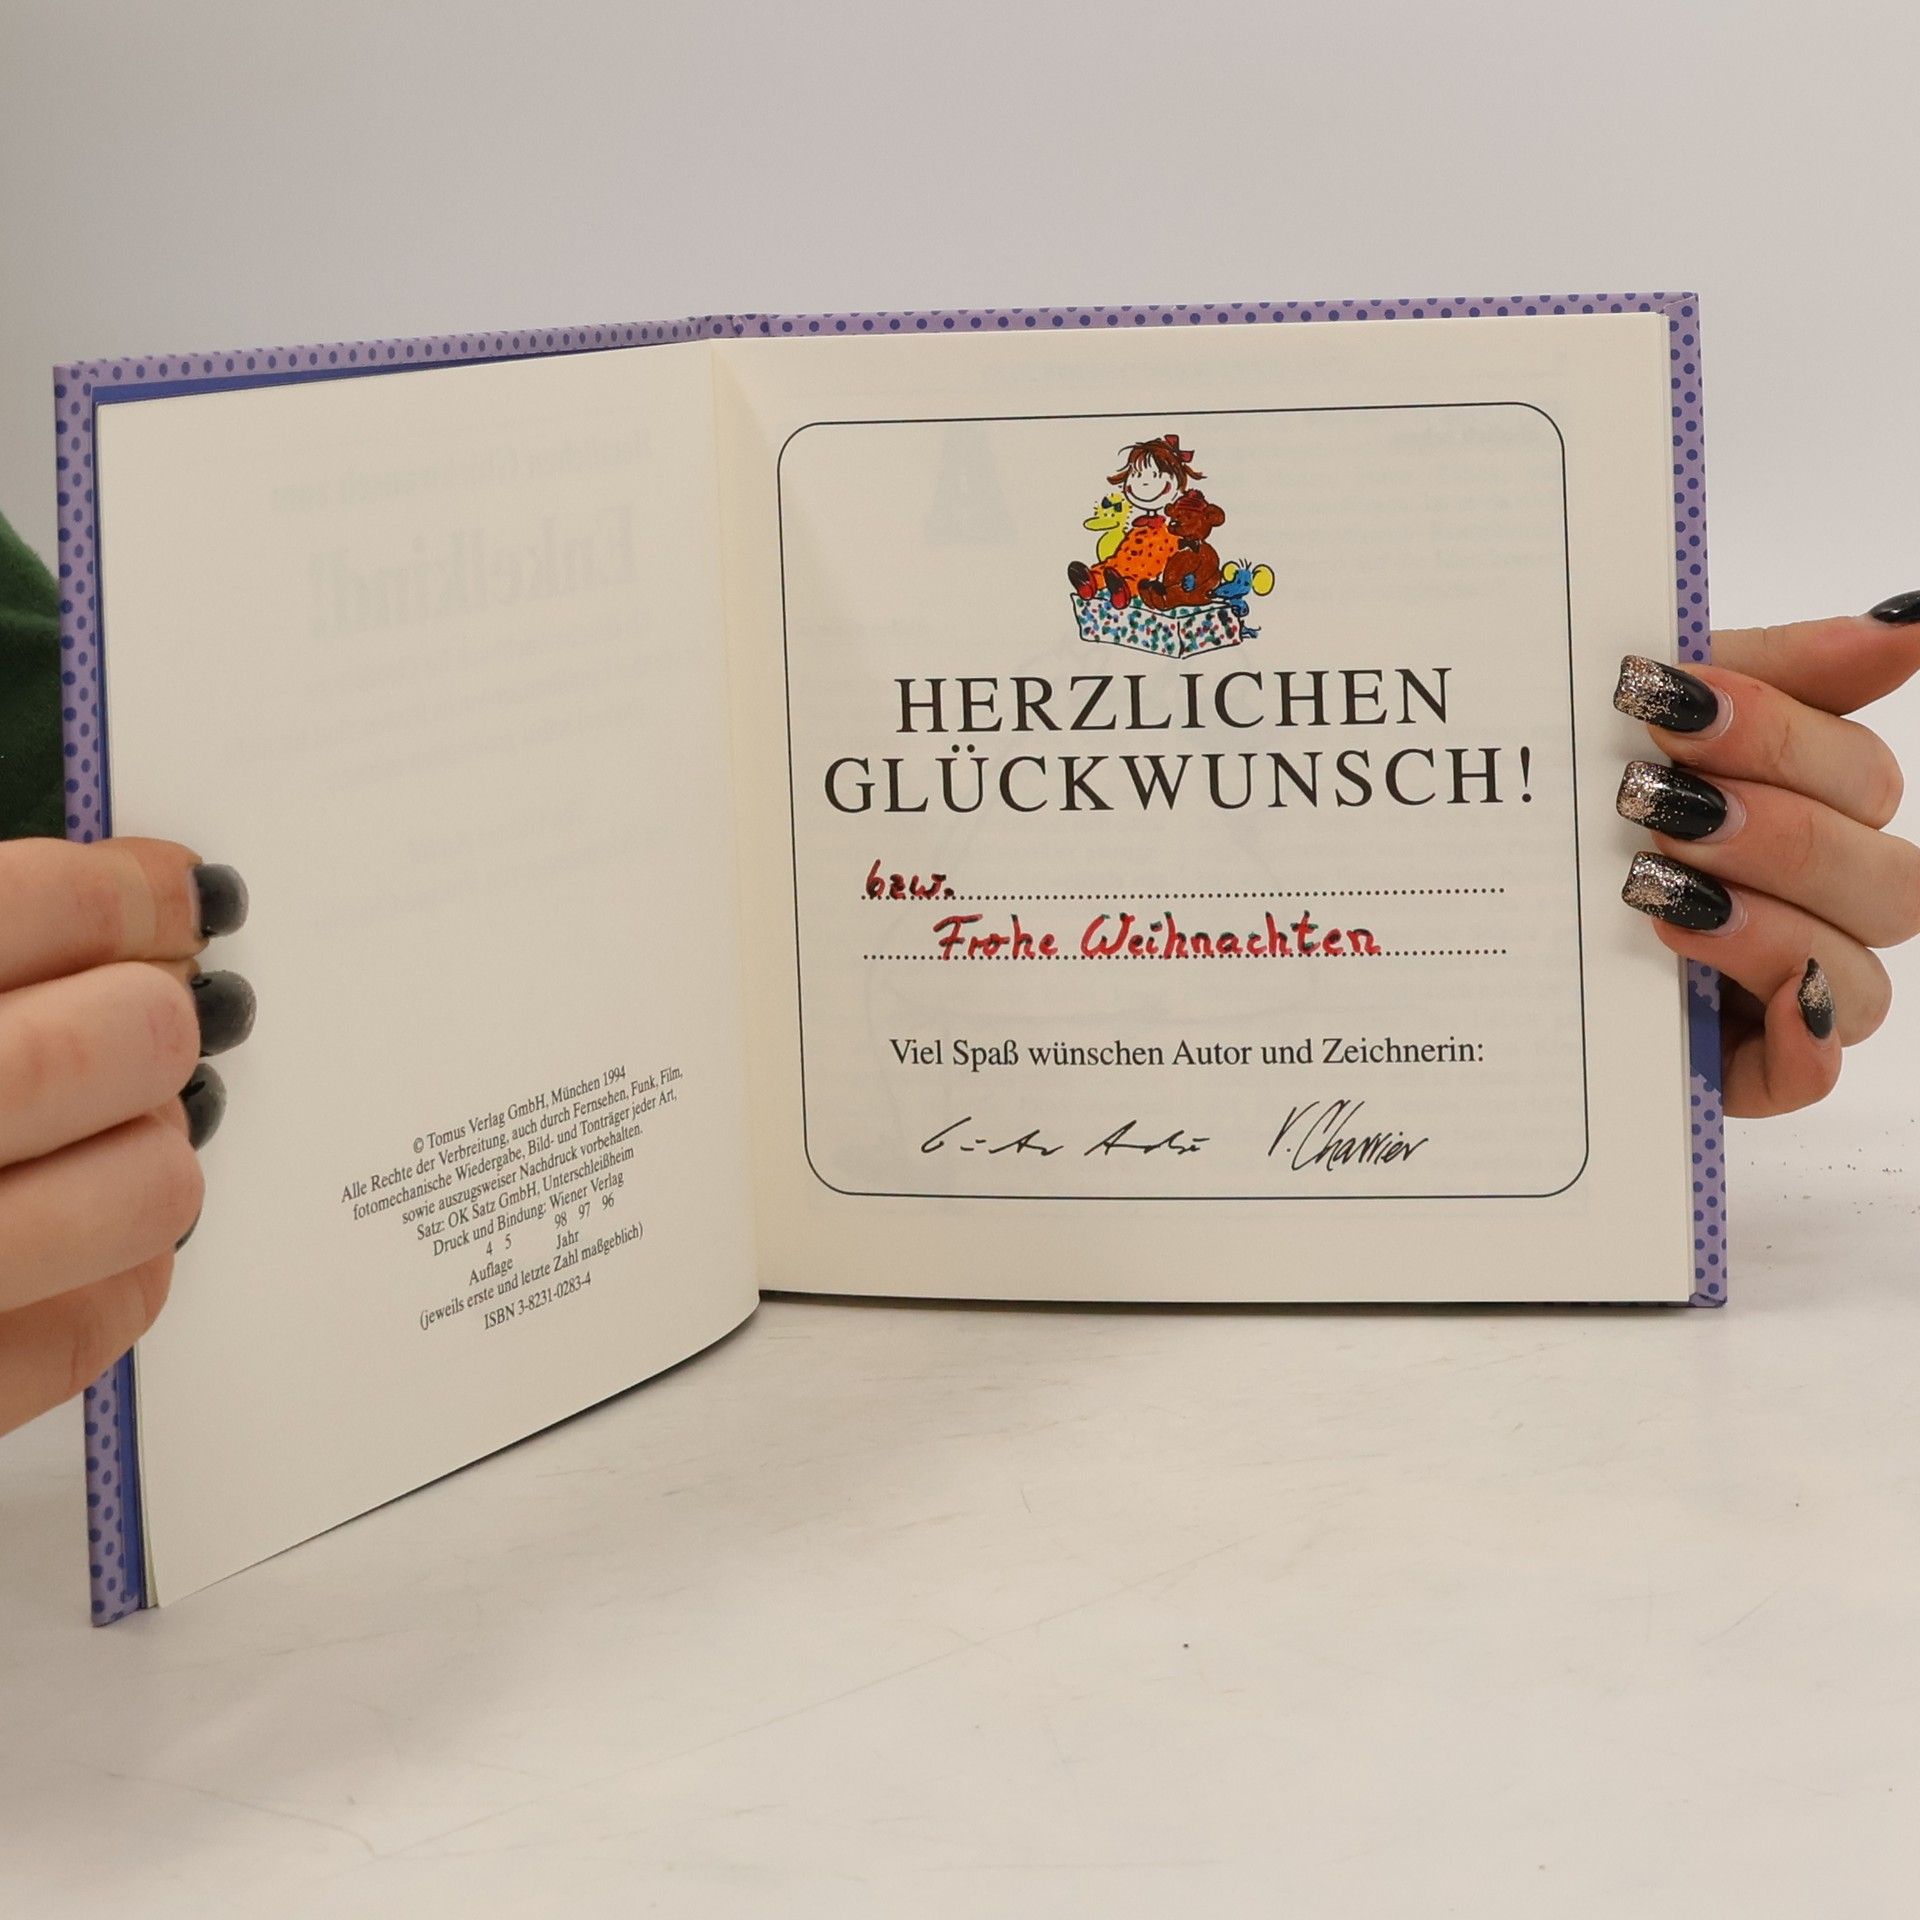 © Tomus Verlag GmbH, München 1994
Alle Rechte der Verbreitung, auch durch Fernsehen, Funk, Film,
fotomechanische Wiedergabe, Bild- und Tonträger jeder Art,
sowie auszugsweiser Nachdruck vorbehalten.
Satz: OK Satz GmbH, Unterschleißheim
Druck und Bindung: Wiener Verlag
4 5 98 97 96
Auflage Jahr
(jeweils erste und letzte Zahl maßgeblich)
ISBN 3-8231-0283-4
HERZLICHEN
GLÜCKWUNSCH!
bzw.
Frohe Weihnachten
Viel Spaß wünschen Autor und Zeichnerin:
V. Charrier